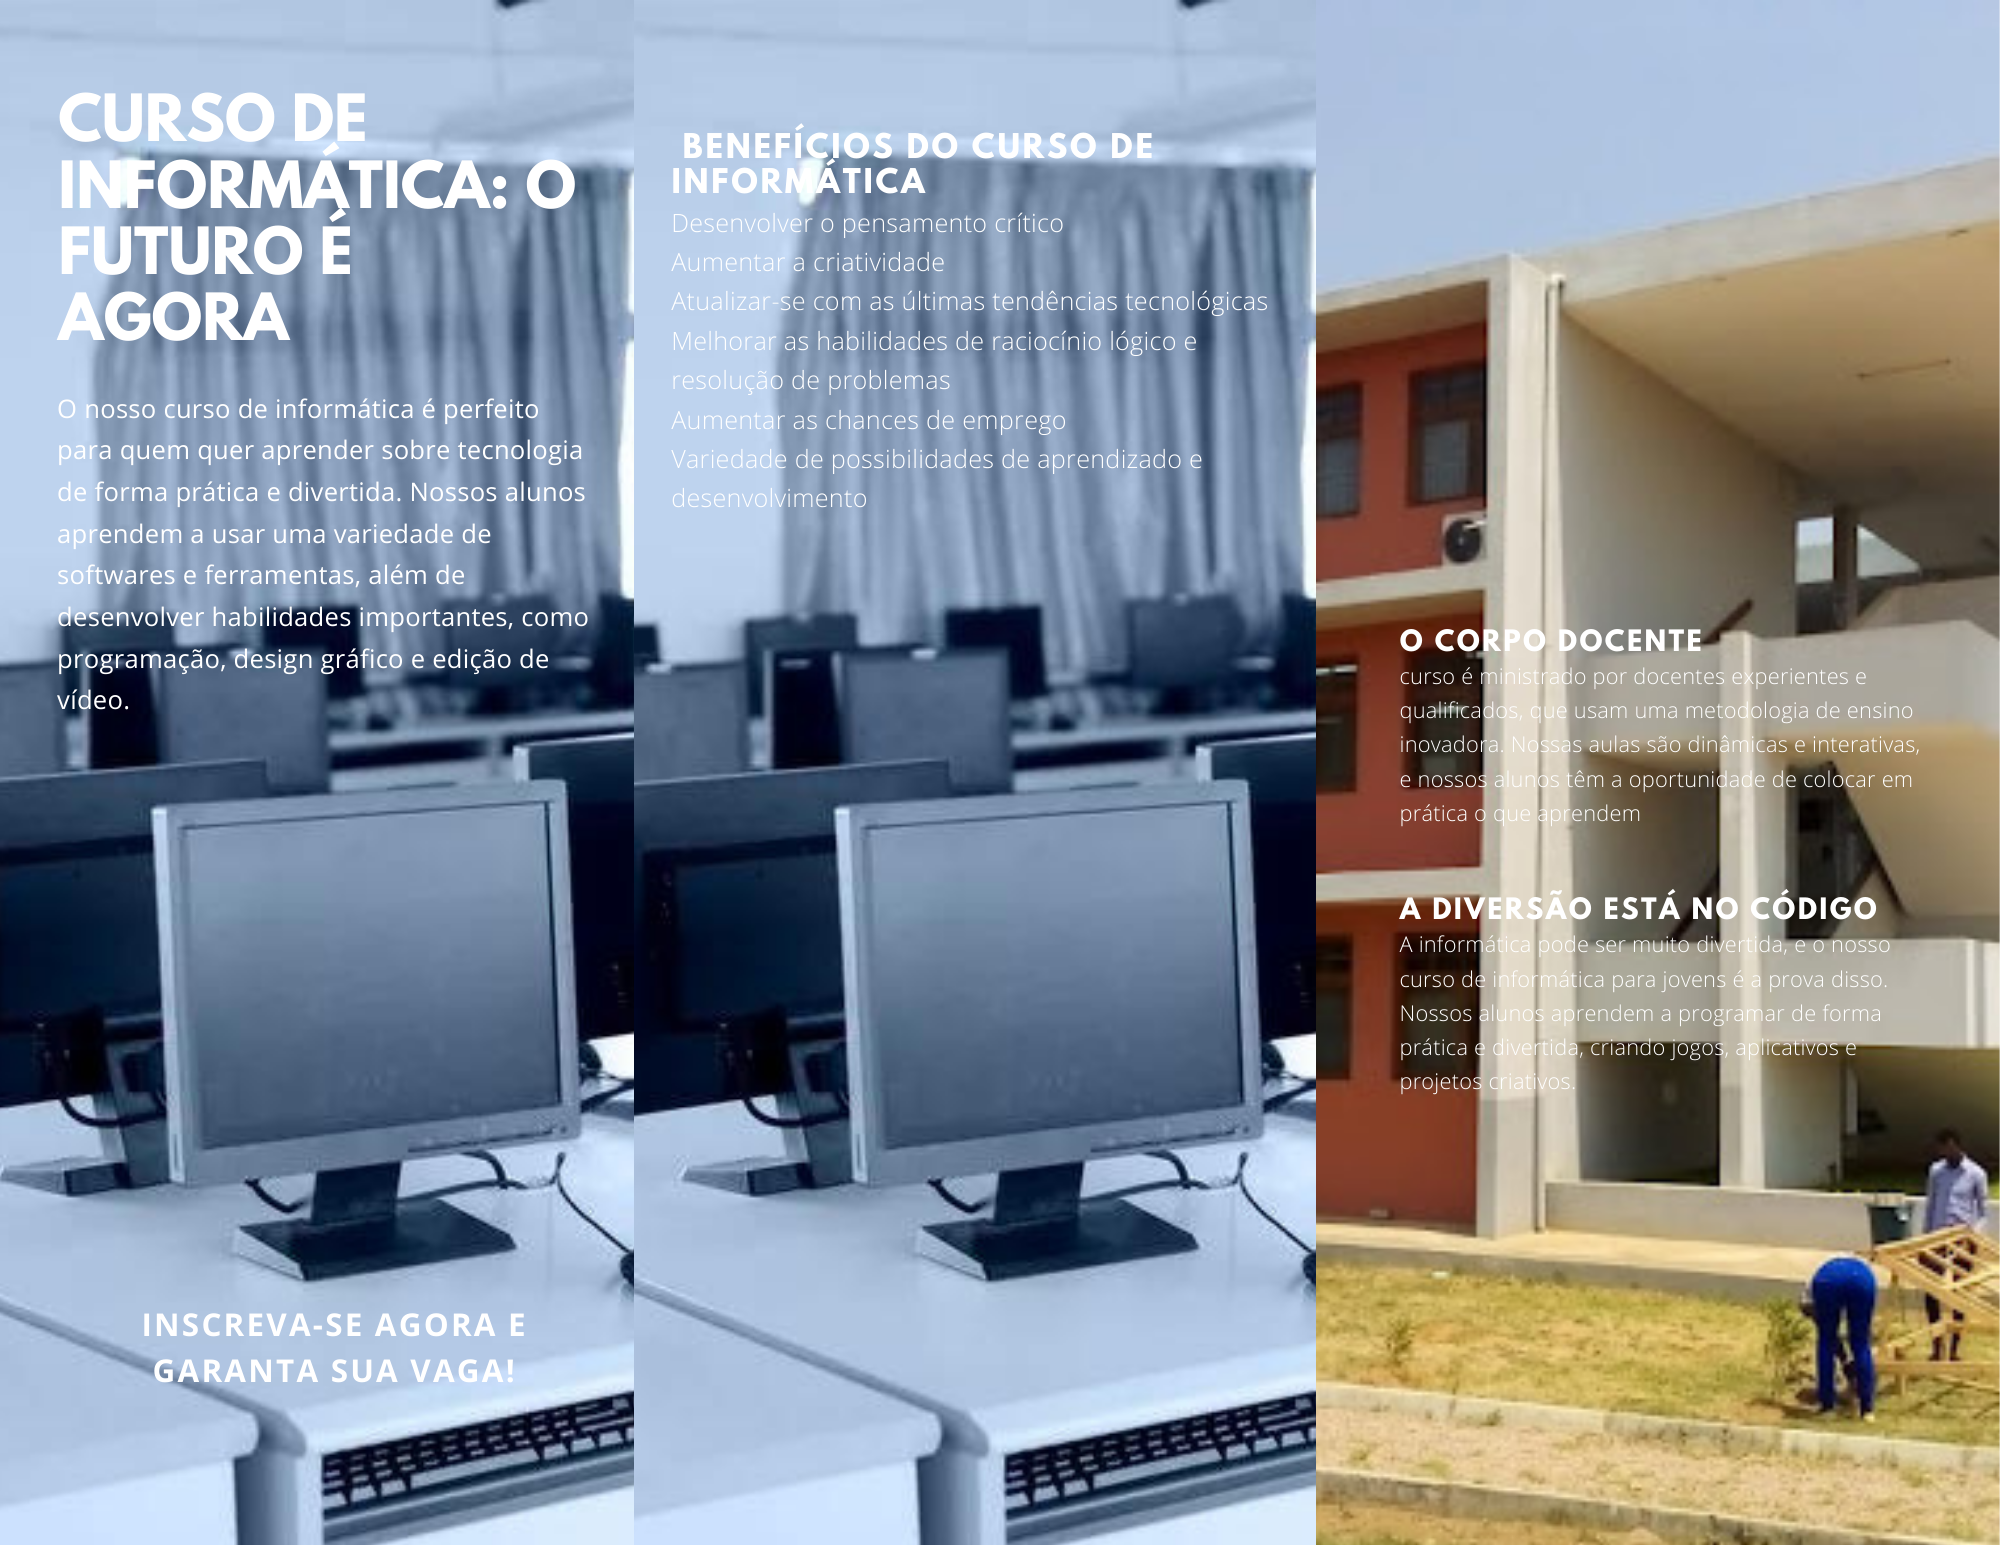 CURSO DE
INFORMÁTICA: O
FUTURO É
AGORA
O nosso curso de informática é perfeito
para quem quer aprender sobre tecnologia
de forma prática e divertida. Nossos alunos
aprendem a usar uma variedade de
softwares e ferramentas, além de
desenvolver habilidades importantes, como
programação, design gráfico e edição de
vídeo.
INSCREVA-SE AGORA E
GARANTA SUA VAGA!
BENEFÍCIOS DO CURSO DE
INFORMÁTICA
Desenvolver o pensamento crítico
Aumentar a criatividade
Atualizar-se com as últimas tendências tecnológicas
Melhorar as habilidades de raciocínio lógico e
resolução de problemas
Aumentar as chances de emprego
Variedade de possibilidades de aprendizado e
desenvolvimento
O CORPO DOCENTE
curso é ministrado por docentes experientes e
qualificados, que usam uma metodologia de ensino
inovadora. Nossas aulas são dinâmicas e interativas,
e nossos alunos têm a oportunidade de colocar em
prática o que aprendem
A DIVERSÃO ESTÁ NO CÓDIGO
A informática pode ser muito divertida, e o nosso
curso de informática para jovens é a prova disso.
Nossos alunos aprendem a programar de forma
prática e divertida, criando jogos, aplicativos e
projetos criativos.